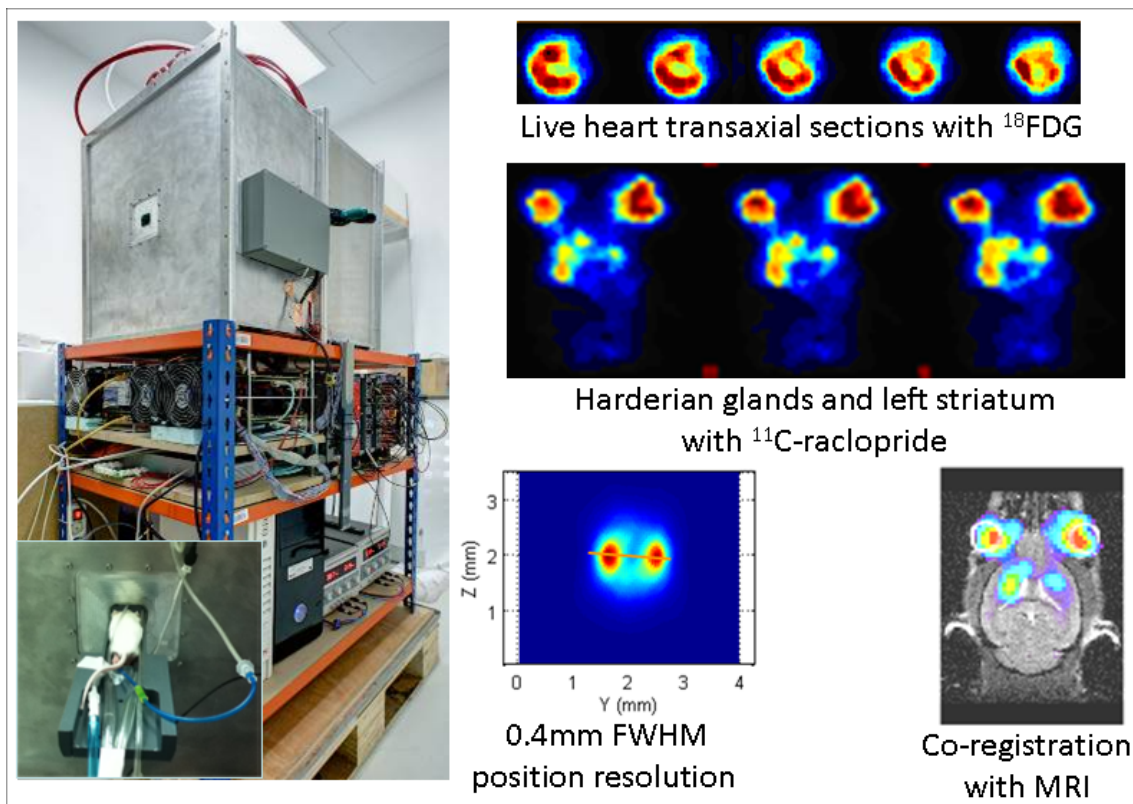 Live heart transaxial sections with ¹⁸FDG
Harderian glands and left striatum
with ¹¹C-raclopride
3
2
1
Z (mm)
0 1 2 3 4
Y (mm)
0.4mm FWHM
position resolution
Co-registration
with MRI